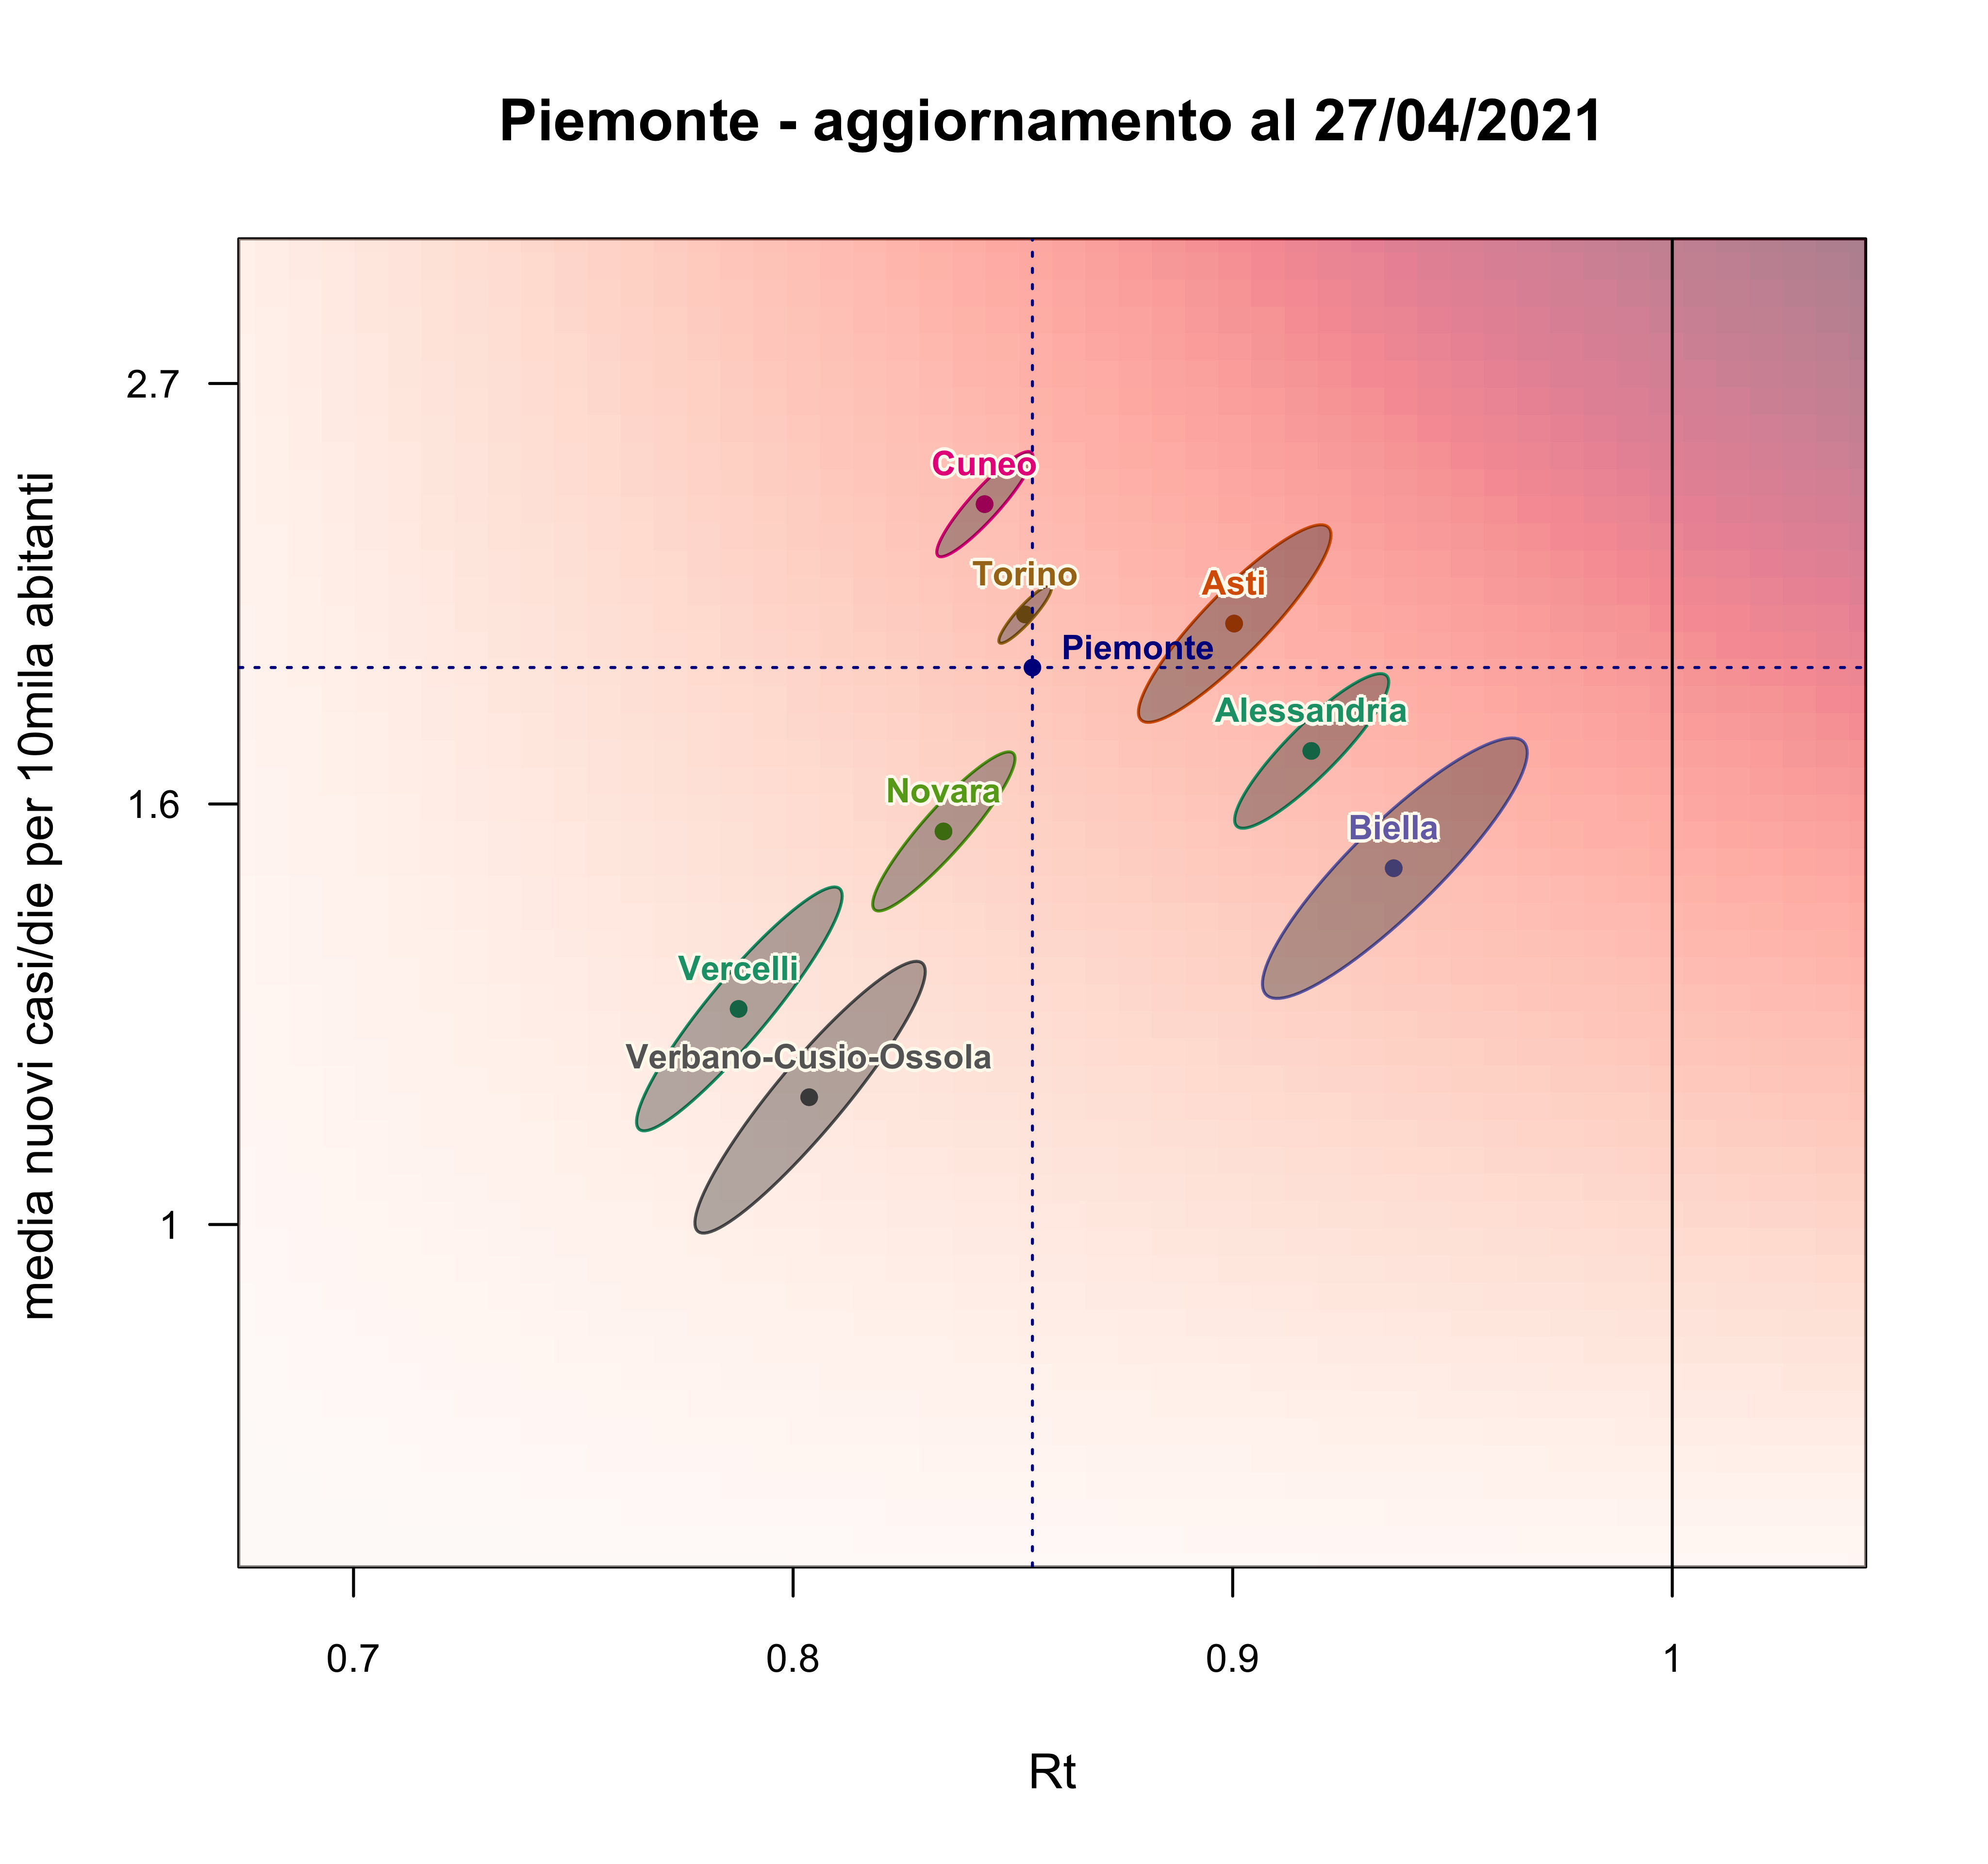 Piemonte - aggiornamento al 27/04/2021
media nuovi casi/die per 10mila abitanti
2.7
1.6
1
Cuneo
Torino
Asti
Piemonte
Alessandria
Novara
Biella
Vercelli
Verbano-Cusio-Ossola
0.7
0.8
0.9
1
Rt